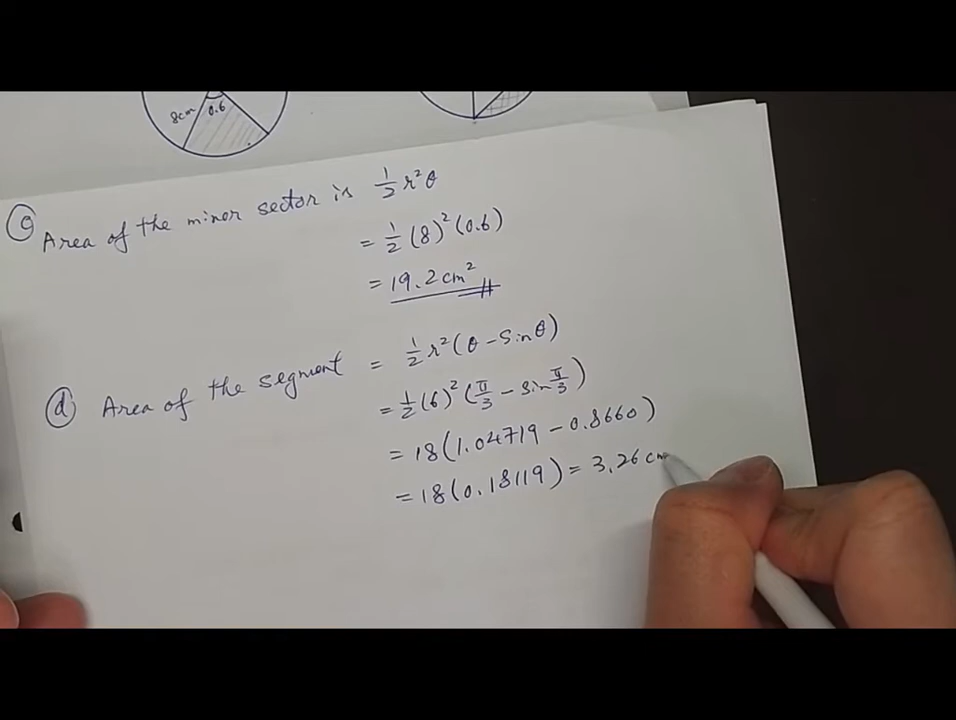 8cm 0.6
c Area of the minor sector is 1/2 r²θ
= 1/2 (8)² (0.6)
= 19.2 cm²
d Area of the segment = 1/2 r² (θ - Sinθ)
= 1/2 (6)² (π/3 - Sin π/3)
= 18 (1.04719 - 0.8660)
= 18 (0.18119) = 3.26 cm